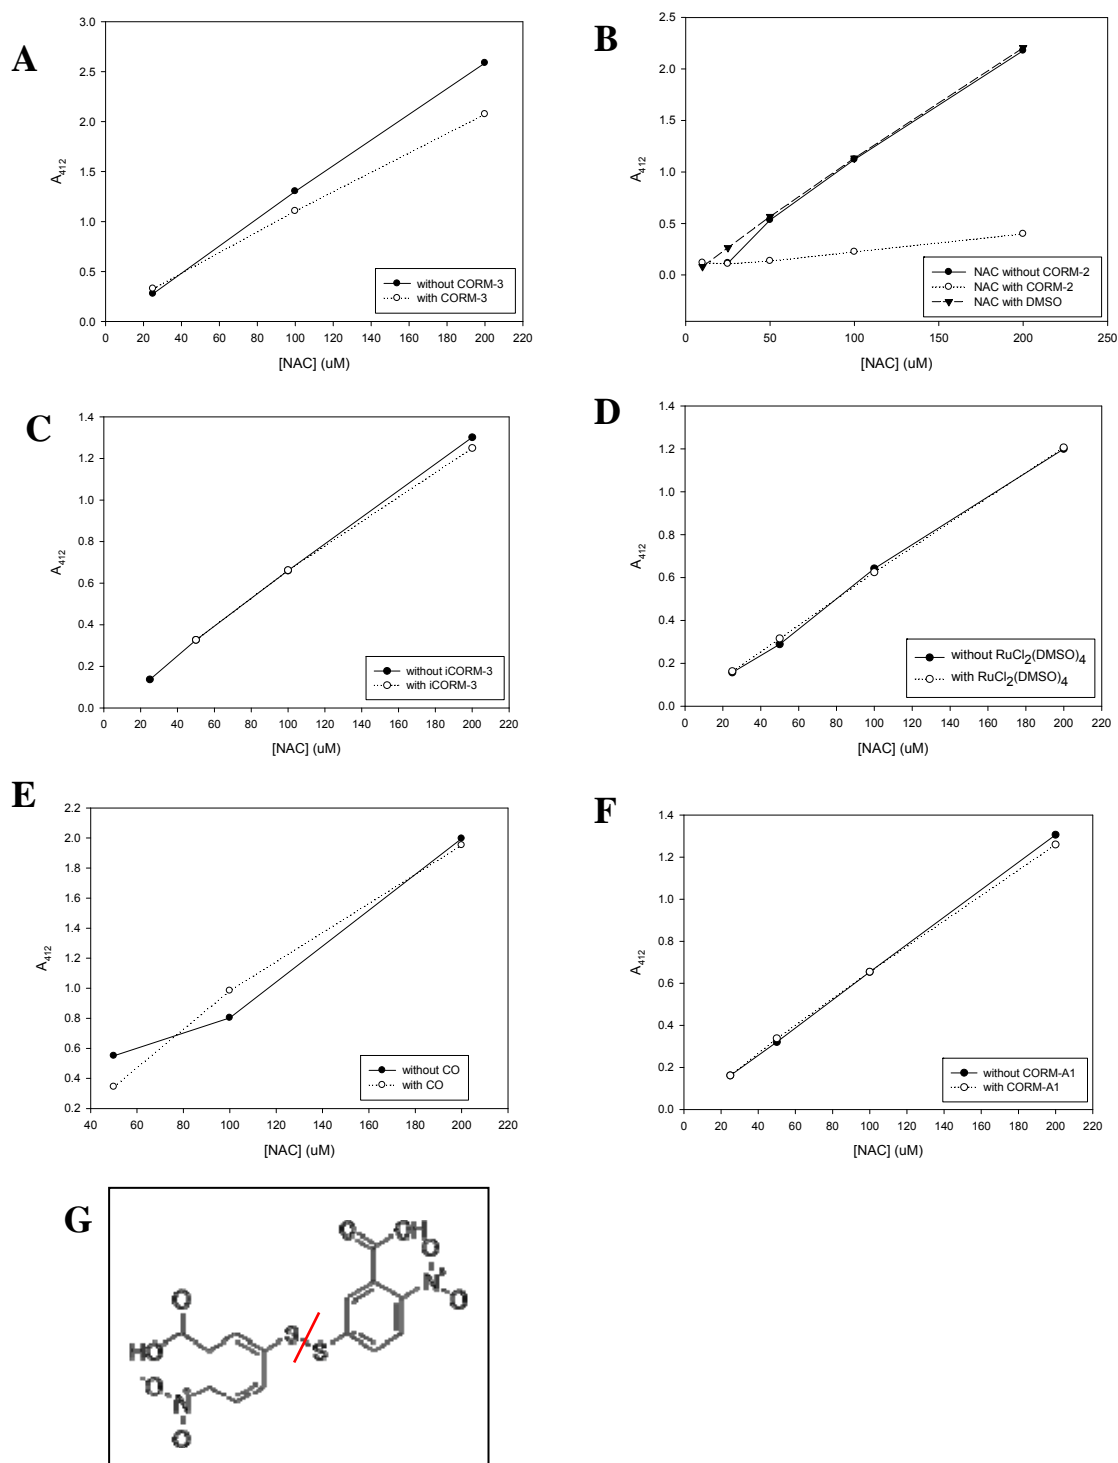 A
3.0
2.5
2.0
1.5
1.0
0.5
0.0
A412
0 20 40 60 80 100 120 140 160 180 200 220
[NAC] (uM)
without CORM-3
with CORM-3
B
2.5
2.0
1.5
1.0
0.5
0.0
A412
0 50 100 150 200 250
[NAC] (uM)
NAC without CORM-2
NAC with CORM-2
NAC with DMSO
C
1.4
1.2
1.0
0.8
0.6
0.4
0.2
0.0
A412
0 20 40 60 80 100 120 140 160 180 200 220
[NAC] (uM)
without iCORM-3
with iCORM-3
D
1.4
1.2
1.0
0.8
0.6
0.4
0.2
0.0
A412
0 20 40 60 80 100 120 140 160 180 200 220
[NAC] (uM)
without RuCl2(DMSO)4
with RuCl2(DMSO)4
E
2.2
2.0
1.8
1.6
1.4
1.2
1.0
0.8
0.6
0.4
0.2
A412
40 60 80 100 120 140 160 180 200 220
[NAC] (uM)
without CO
with CO
F
1.4
1.2
1.0
0.8
0.6
0.4
0.2
0.0
A412
0 20 40 60 80 100 120 140 160 180 200 220
[NAC] (uM)
without CORM-A1
with CORM-A1
G
O OH
O
N+
O
O
S
S
HO
-O
N+
O